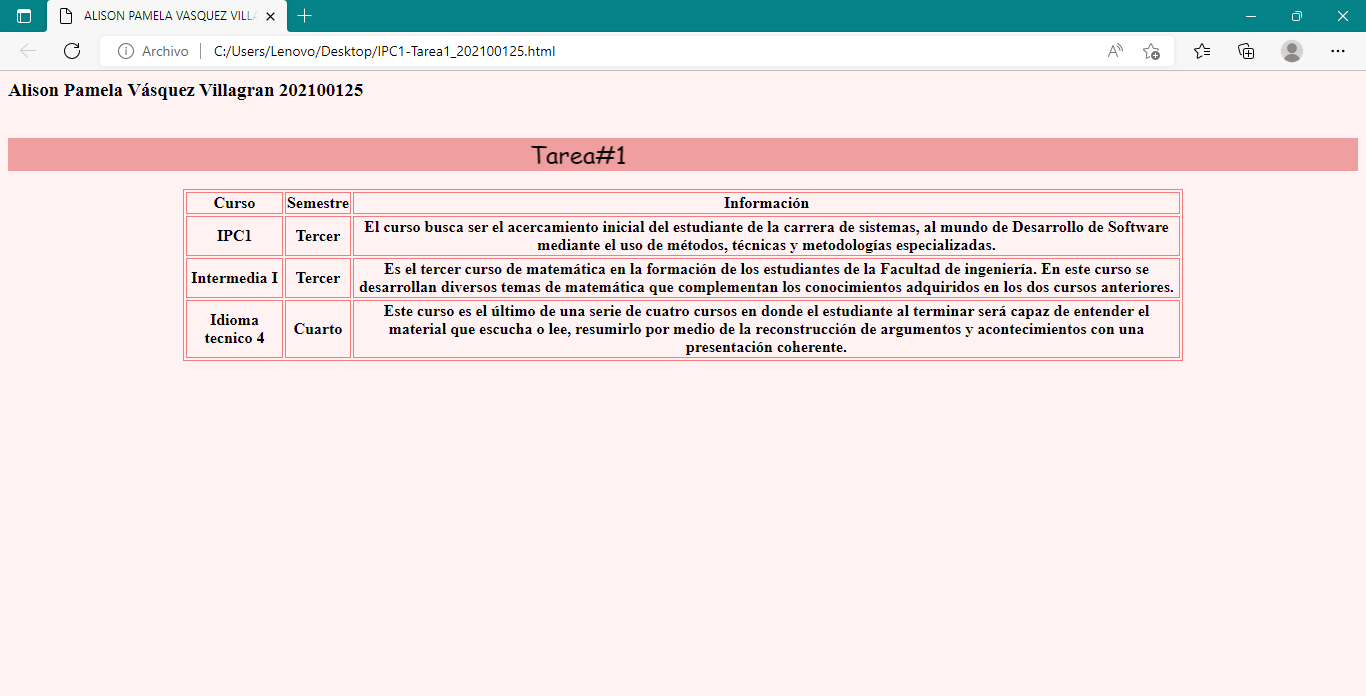 ALISON PAMELA VASQUEZ VILL
Archivo C:/Users/Lenovo/Desktop/IPC1-Tarea1_202100125.html
Alison Pamela Vásquez Villagran 202100125
Tarea#1
Curso Semestre Información
IPC1 Tercer El curso busca ser el acercamiento inicial del estudiante de la carrera de sistemas, al mundo de Desarrollo de Software
mediante el uso de métodos, técnicas y metodologías especializadas.
Intermedia I Tercer Es el tercer curso de matemática en la formación de los estudiantes de la Facultad de ingeniería. En este curso se
desarrollan diversos temas de matemática que complementan los conocimientos adquiridos en los dos cursos anteriores.
Idioma
tecnico 4 Cuarto Este curso es el último de una serie de cuatro cursos en donde el estudiante al terminar será capaz de entender el
material que escucha o lee, resumirlo por medio de la reconstrucción de argumentos y acontecimientos con una
presentación coherente.